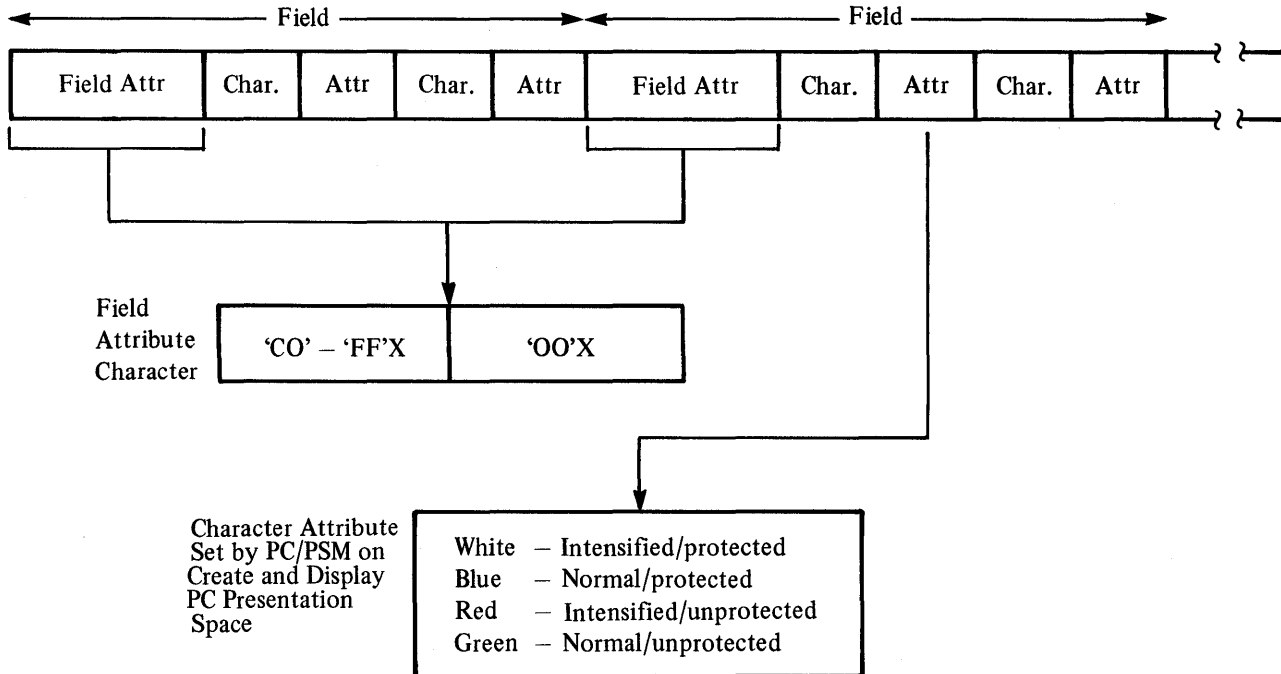 Field Field
Field Attr Char. Attr Char. Attr Field Attr Char. Attr Char. Attr
Field
Attribute
Character
‘CO’ – ‘FF’X ‘OO’X
Character Attribute
Set by PC/PSM on
Create and Display
PC Presentation
Space
White – Intensified/protected
Blue – Normal/protected
Red – Intensified/unprotected
Green – Normal/unprotected